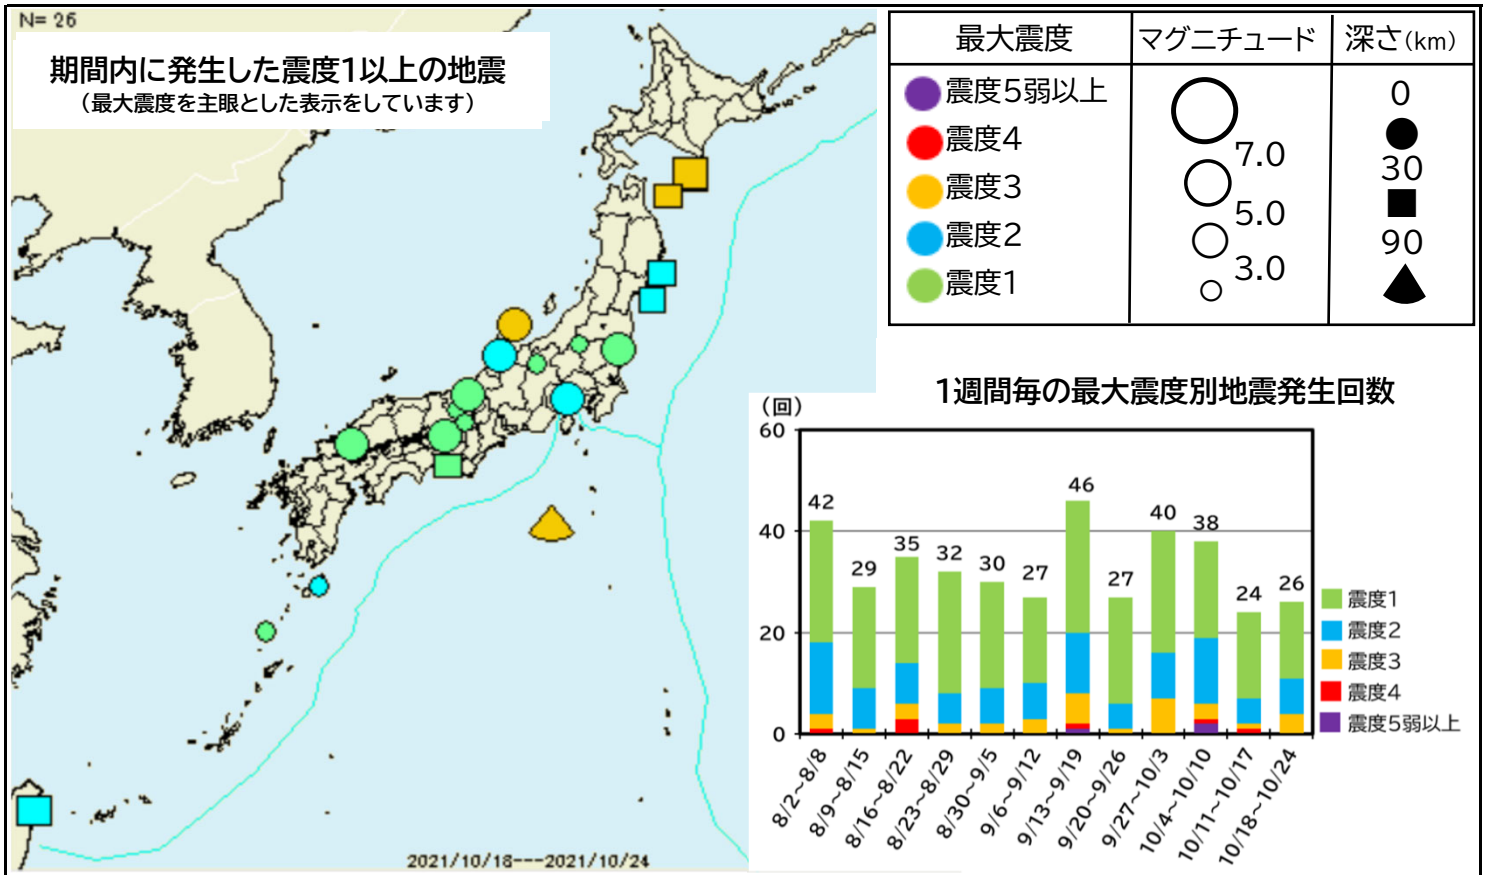 N= 26
期間内に発生した震度1以上の地震
（最大震度を主眼とした表示をしています）
2021/10/18---2021/10/24
最大震度 マグニチュード 深さ(km)
震度5弱以上
震度4
震度3
震度2
震度1
7.0
5.0
3.0
0
30
90
1週間毎の最大震度別地震発生回数
（回）
60
40
20
0
42
29
35
32
30
27
46
27
40
38
24
26
8/2～8/8
8/9～8/15
8/16～8/22
8/23～8/29
8/30～9/5
9/6～9/12
9/13～9/19
9/20～9/26
9/27～10/3
10/4～10/10
10/11～10/17
10/18～10/24
震度1
震度2
震度3
震度4
震度5弱以上